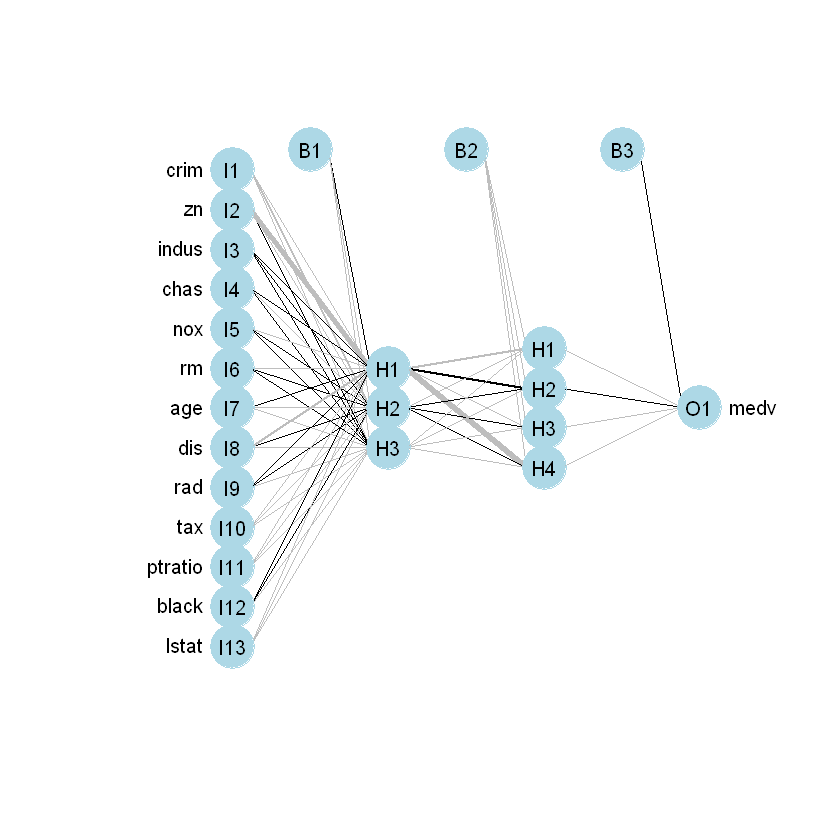 B1 B2 B3
crim I1
zn I2
indus I3
chas I4
nox I5
rm I6
age I7
dis I8
rad I9
tax I10
ptratio I11
black I12
lstat I13
H1
H2
H3
H1
H2
H3
H4
O1 medv